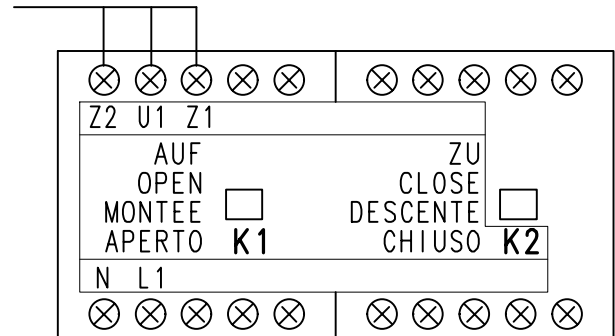 Z2 U1 Z1
AUF ZU
OPEN CLOSE
MONTEE DESCENTE
APERTO K1 CHIUSO K2
N L1